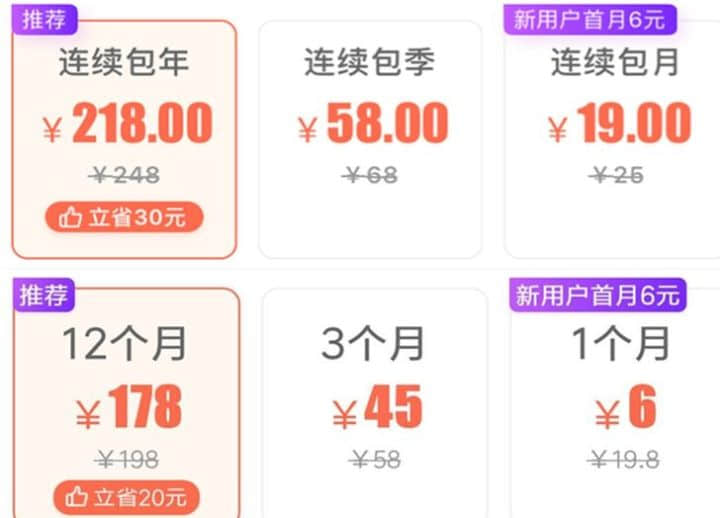 推荐
连续包年
¥218.00
¥248
立省30元
连续包季
¥58.00
¥68
新用户首月6元
连续包月
¥19.00
¥25
推荐
12个月
¥178
¥198
立省20元
3个月
¥45
¥58
新用户首月6元
1个月
¥6
¥19.8